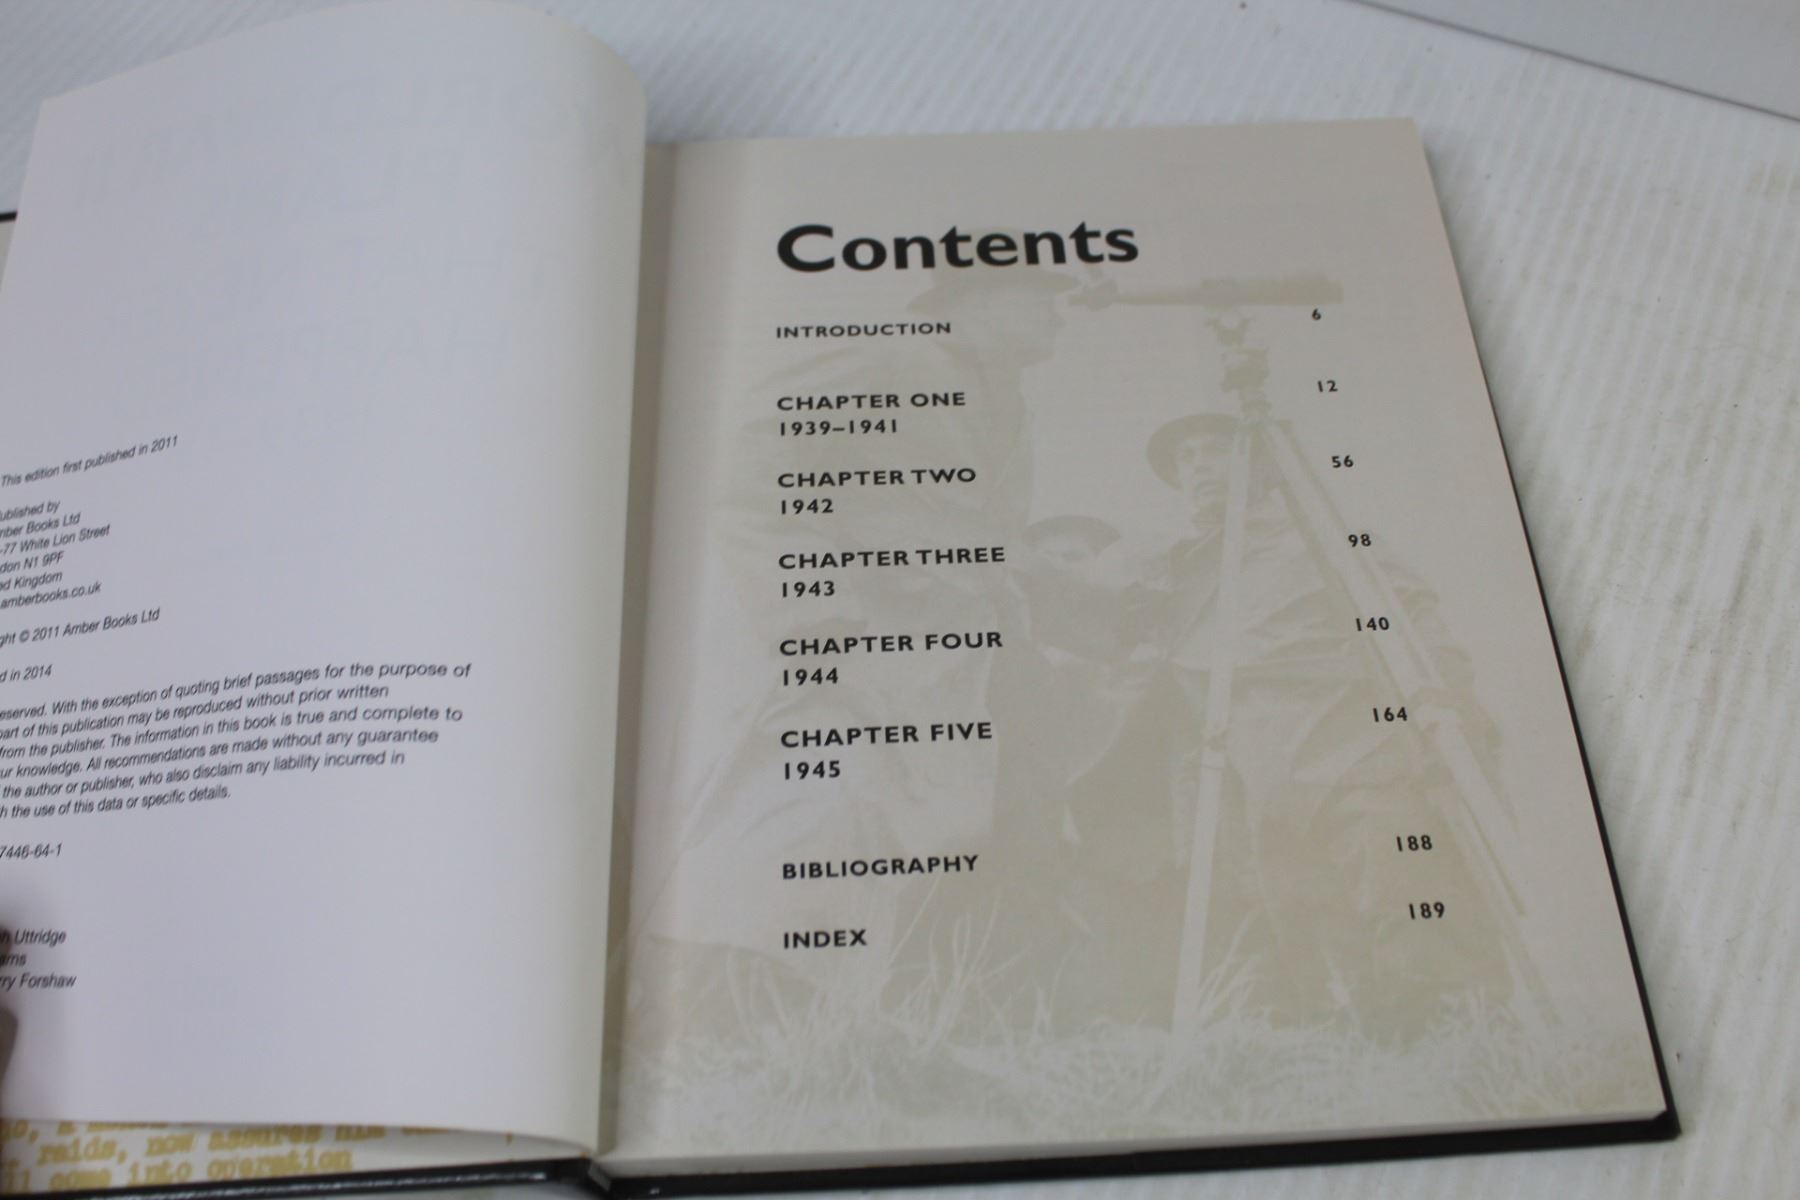 This edition first published in 2011
ublished by
mber Books Ltd
-77 White Lion Street
don N1 9PF
ed Kingdom
amberbooks.co.uk
ght © 2011 Amber Books Ltd
d in 2014
eserved. With the exception of quoting brief passages for the purpose of
part of this publication may be reproduced without prior written
from the publisher. The information in this book is true and complete to
ur knowledge. All recommendations are made without any guarantee
the author or publisher, who also disclaim any liability incurred in
h the use of this data or specific details.
7446-64-1
h Uttridge
ams
rry Forshaw
raids, now assures him
come into operation
Contents
INTRODUCTION 6
CHAPTER ONE 12
1939–1941
CHAPTER TWO 56
1942
CHAPTER THREE 98
1943
CHAPTER FOUR 140
1944
CHAPTER FIVE 164
1945
BIBLIOGRAPHY 188
INDEX 189